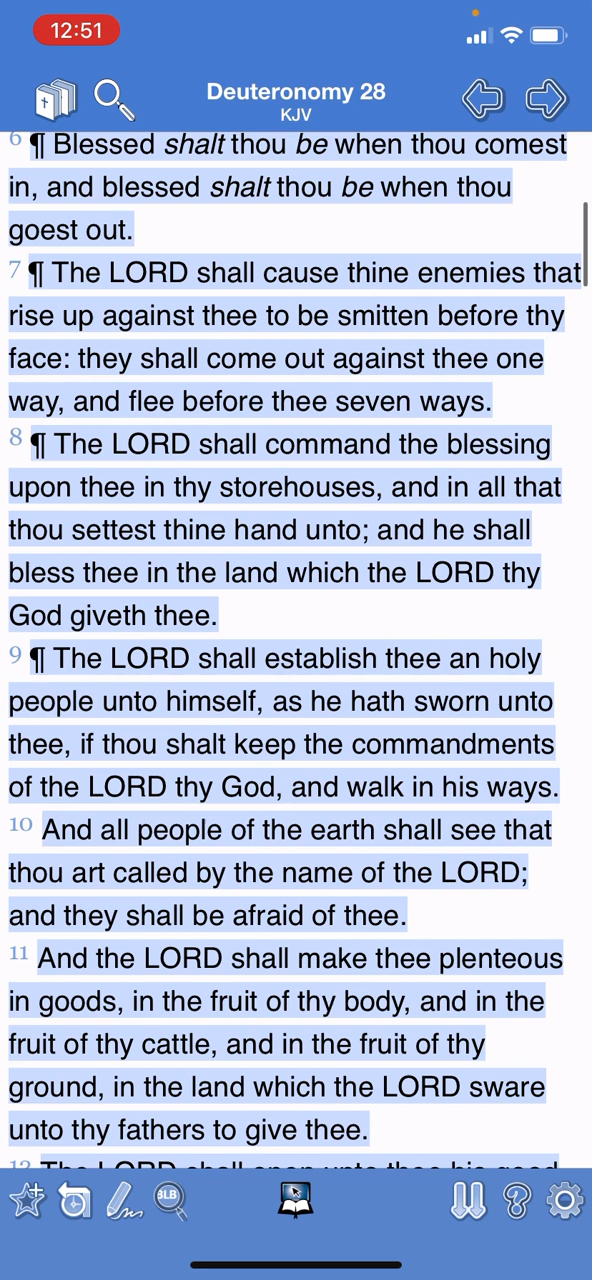 12:51
Deuteronomy 28
KJV
6 ¶ Blessed shalt thou be when thou comest
in, and blessed shalt thou be when thou
goest out.
7 ¶ The LORD shall cause thine enemies that
rise up against thee to be smitten before thy
face: they shall come out against thee one
way, and flee before thee seven ways.
8 ¶ The LORD shall command the blessing
upon thee in thy storehouses, and in all that
thou settest thine hand unto; and he shall
bless thee in the land which the LORD thy
God giveth thee.
9 ¶ The LORD shall establish thee an holy
people unto himself, as he hath sworn unto
thee, if thou shalt keep the commandments
of the LORD thy God, and walk in his ways.
10 And all people of the earth shall see that
thou art called by the name of the LORD;
and they shall be afraid of thee.
11 And the LORD shall make thee plenteous
in goods, in the fruit of thy body, and in the
fruit of thy cattle, and in the fruit of thy
ground, in the land which the LORD sware
unto thy fathers to give thee.
12 The LORD shall open unto thee his good
BLB